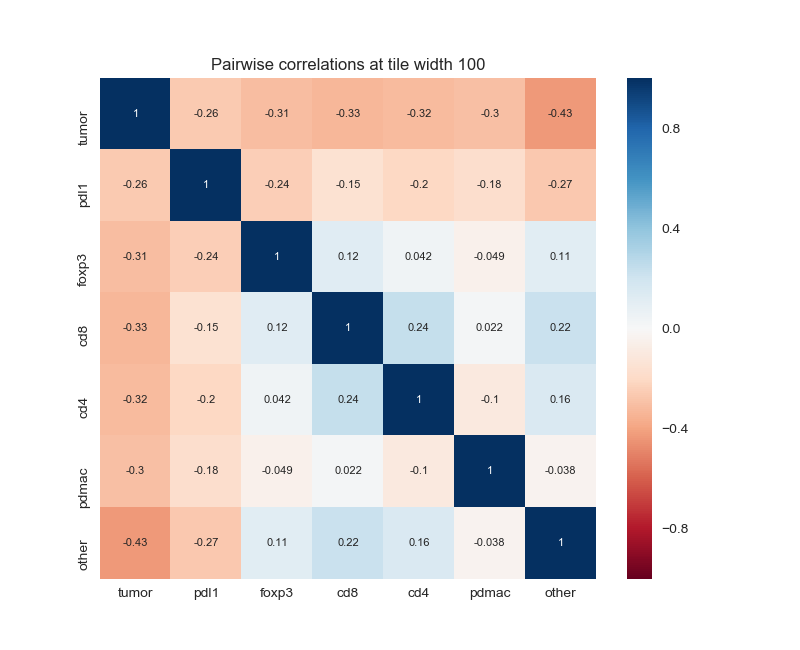 Pairwise correlations at tile width 100
tumor 1 -0.26 -0.31 -0.33 -0.32 -0.3 -0.43
pdl1 -0.26 1 -0.24 -0.15 -0.2 -0.18 -0.27
foxp3 -0.31 -0.24 1 0.12 0.042 -0.049 0.11
cd8 -0.33 -0.15 0.12 1 0.24 0.022 0.22
cd4 -0.32 -0.2 0.042 0.24 1 -0.1 0.16
pdmac -0.3 -0.18 -0.049 0.022 -0.1 1 -0.038
other -0.43 -0.27 0.11 0.22 0.16 -0.038 1
tumor pdl1 foxp3 cd8 cd4 pdmac other
0.8
0.4
0.0
−0.4
−0.8